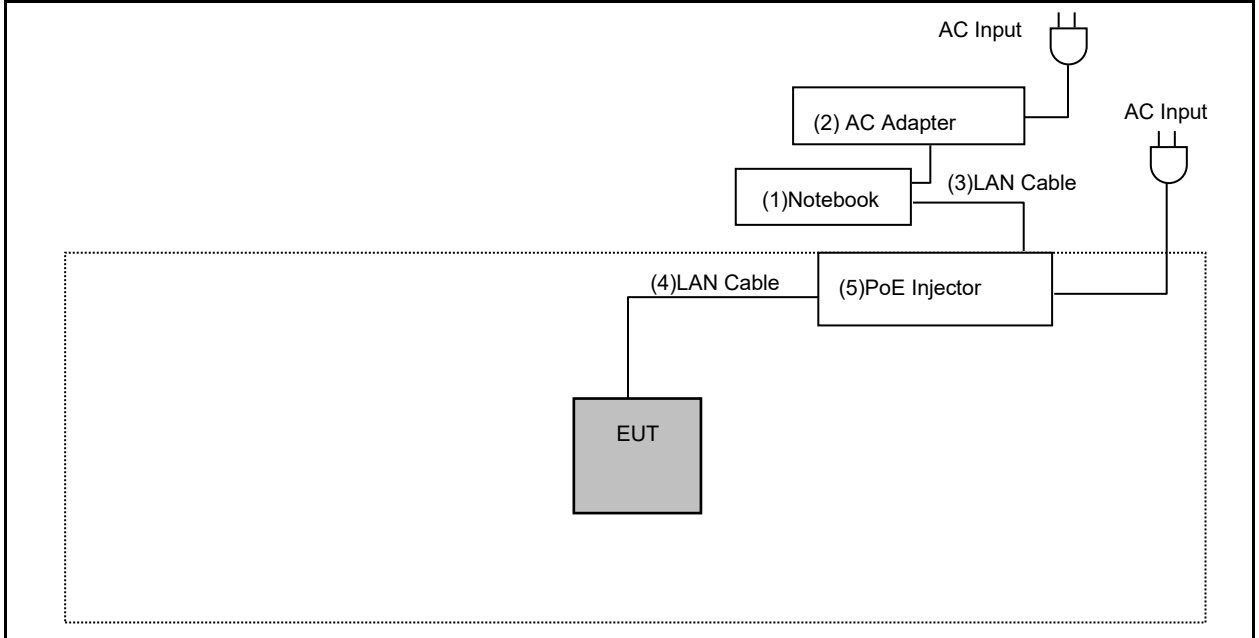 AC Input
(2) AC Adapter
AC Input
(1)Notebook
(3)LAN Cable
(4)LAN Cable
(5)PoE Injector
EUT